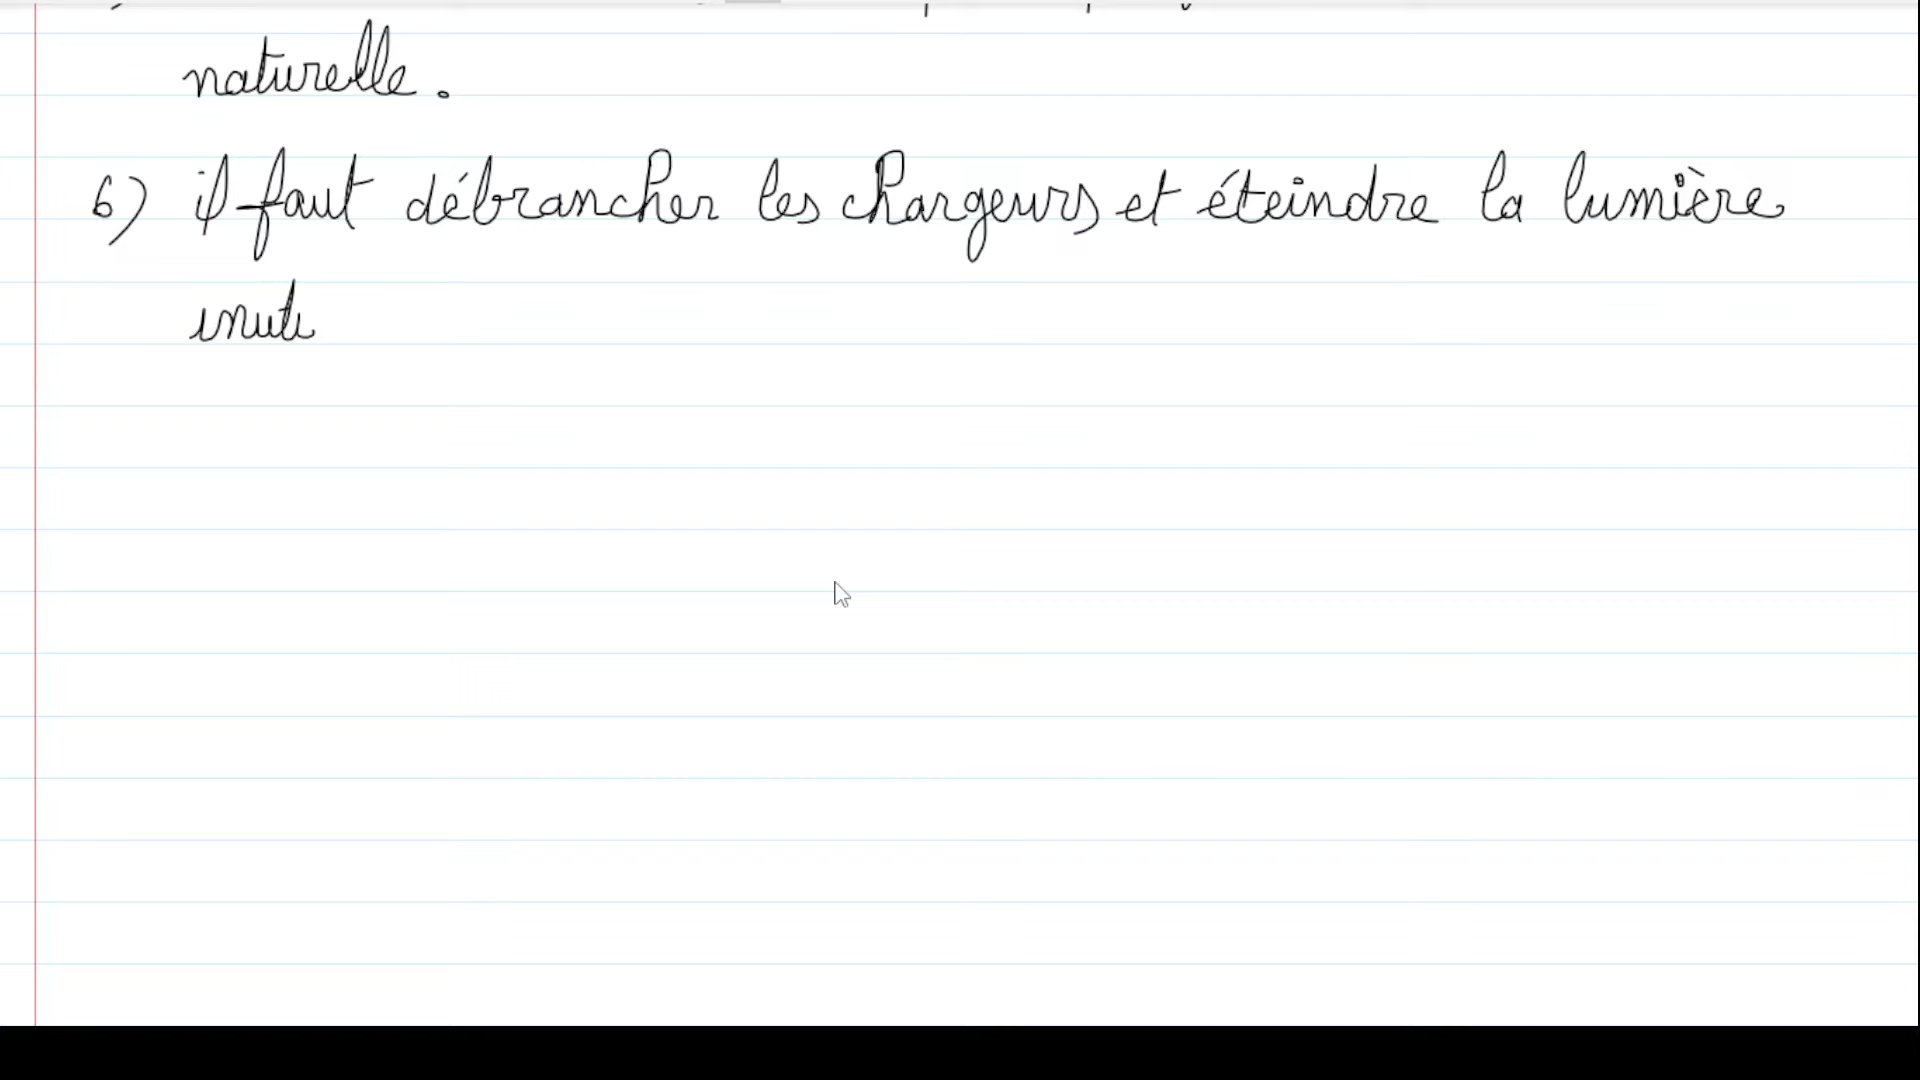 naturelle.
6) il faut débrancher les chargeurs et éteindre la lumière
inuti